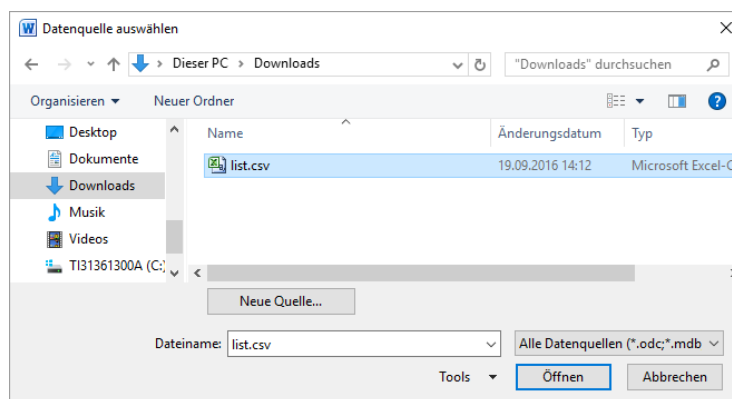 Datenquelle auswählen
Dieser PC > Downloads
"Downloads" durchsuchen
Organisieren
Neuer Ordner
Name
Änderungsdatum
Typ
Desktop
Dokumente
Downloads
Musik
Videos
TI31361300A (C:)
list.csv
19.09.2016 14:12
Microsoft Excel-C
Neue Quelle...
Dateiname:
list.csv
Alle Datenquellen (*.odc;*.mdb
Tools
Öffnen
Abbrechen